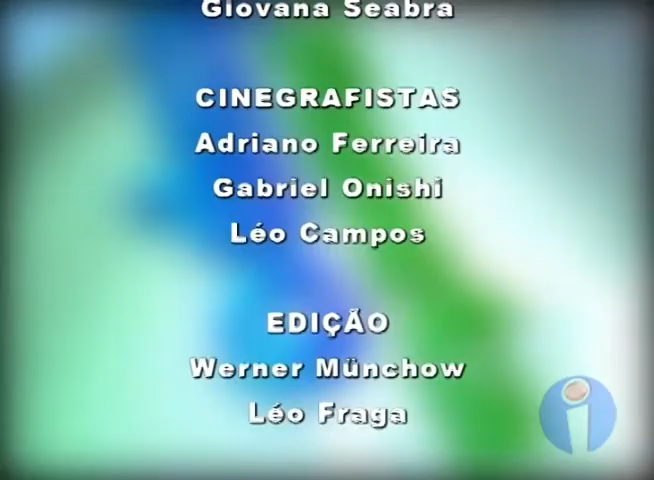 Giovana Seabra
CINEGRAFISTAS
Adriano Ferreira
Gabriel Onishi
Léo Campos
EDIÇÃO
Werner Münchow
Léo Fraga
i